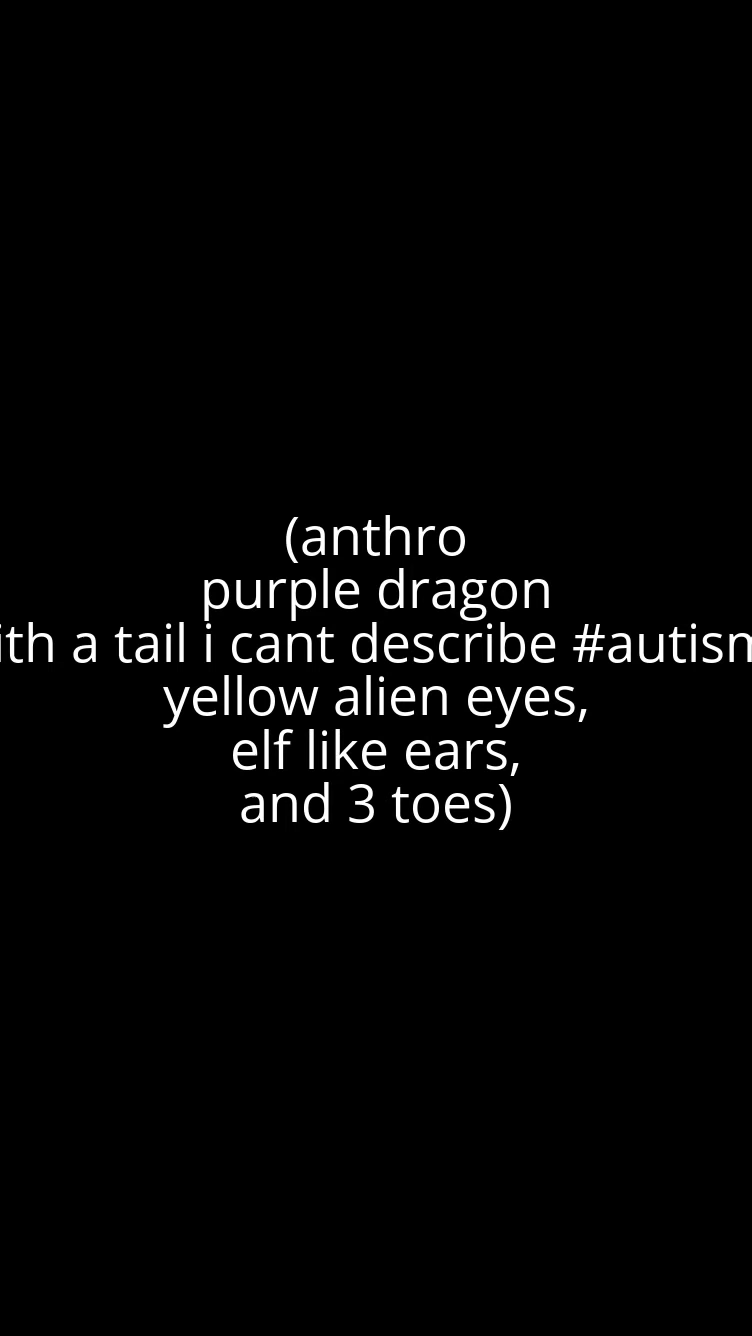 (anthro
purple dragon
ith a tail i cant describe #autism
yellow alien eyes,
elf like ears,
and 3 toes)